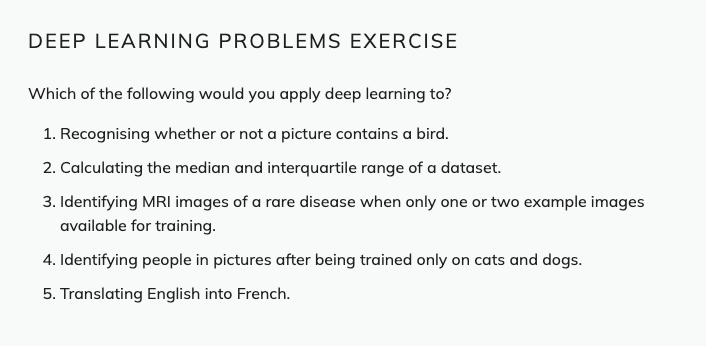 DEEP LEARNING PROBLEMS EXERCISE
Which of the following would you apply deep learning to?
1. Recognising whether or not a picture contains a bird.
2. Calculating the median and interquartile range of a dataset.
3. Identifying MRI images of a rare disease when only one or two example images
available for training.
4. Identifying people in pictures after being trained only on cats and dogs.
5. Translating English into French.